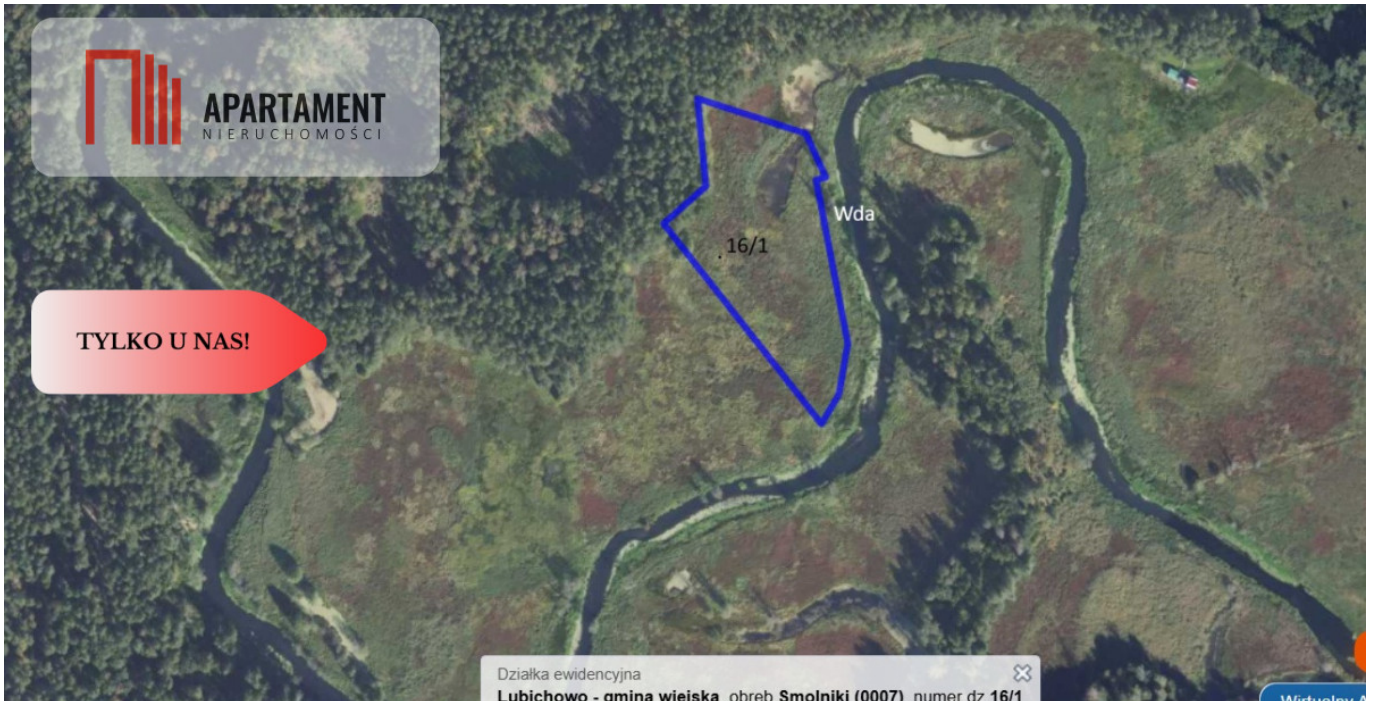 APARTAMENT
NIERUCHOMOŚCI
Wda
16/1
TYLKO U NAS!
Działka ewidencyjna
Lubichowo - gmina wiejska, obręb Smolniki (0007), numer dz. 16/1
Wirtualny A